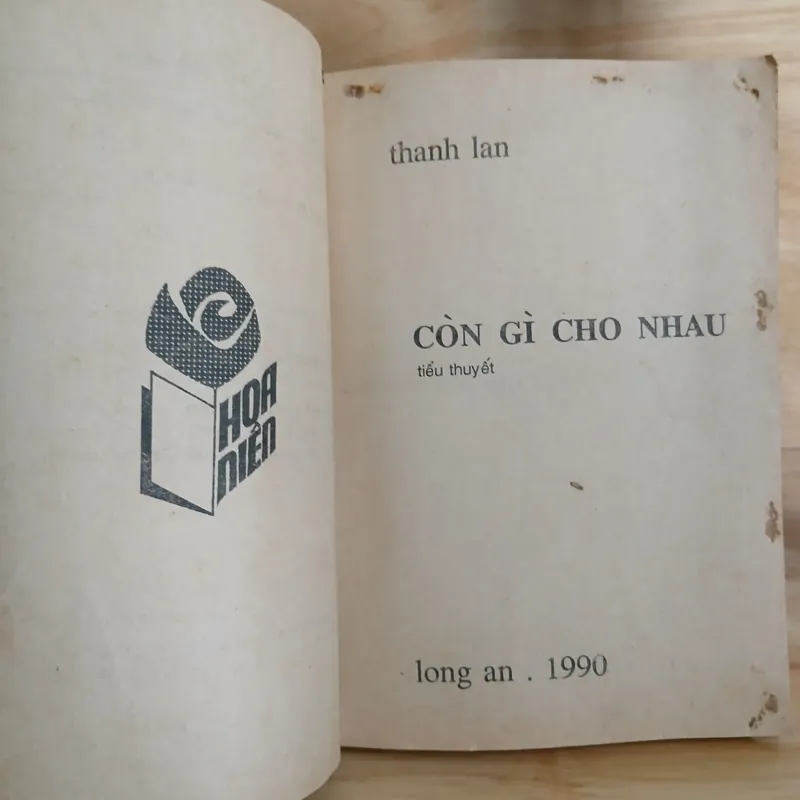 HOA
NIÊN
thanh lan
CÒN GÌ CHO NHAU
tiểu thuyết
long an . 1990